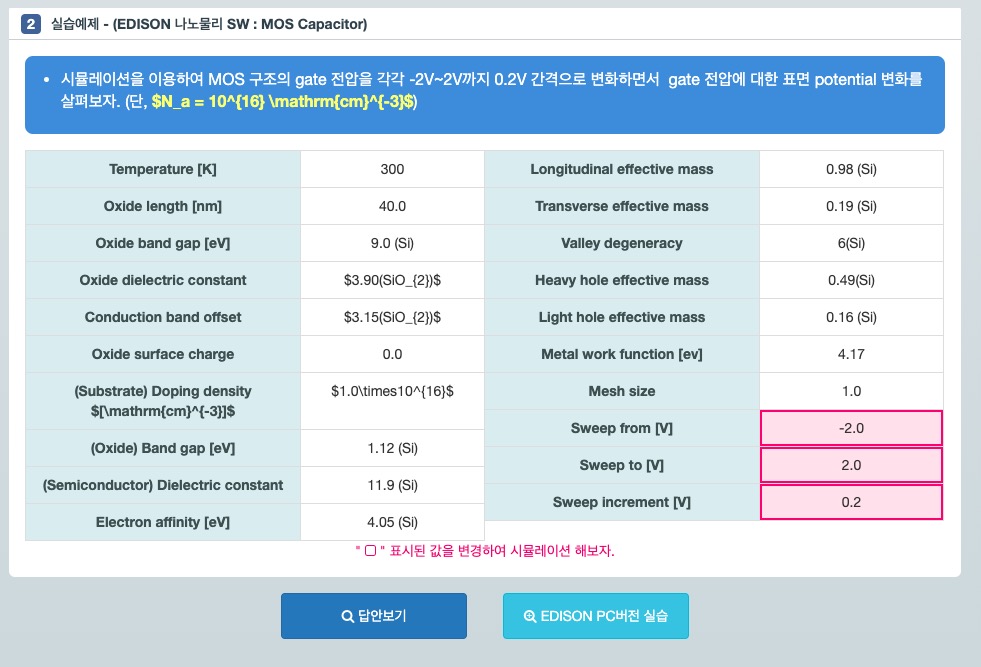 2 실습예제 - (EDISON 나노물리 SW : MOS Capacitor)
• 시뮬레이션을 이용하여 MOS 구조의 gate 전압을 각각 -2V~2V까지 0.2V 간격으로 변화하면서 gate 전압에 대한 표면 potential 변화를
살펴보자. (단, $N_a = 10^{16} \mathrm{cm}^{-3}$)
Temperature [K] 300 Longitudinal effective mass 0.98 (Si)
Oxide length [nm] 40.0 Transverse effective mass 0.19 (Si)
Oxide band gap [eV] 9.0 (Si) Valley degeneracy 6(Si)
Oxide dielectric constant $3.90(SiO_{2})$ Heavy hole effective mass 0.49(Si)
Conduction band offset $3.15(SiO_{2})$ Light hole effective mass 0.16 (Si)
Oxide surface charge 0.0 Metal work function [ev] 4.17
(Substrate) Doping density $1.0\times10^{16}$ Mesh size 1.0
$[\mathrm{cm}^{-3}]$
Sweep from [V] -2.0
(Oxide) Band gap [eV] 1.12 (Si)
Sweep to [V] 2.0
(Semiconductor) Dielectric constant 11.9 (Si)
Sweep increment [V] 0.2
Electron affinity [eV] 4.05 (Si)
" ▢ " 표시된 값을 변경하여 시뮬레이션 해보자.
답안보기
EDISON PC버전 실습